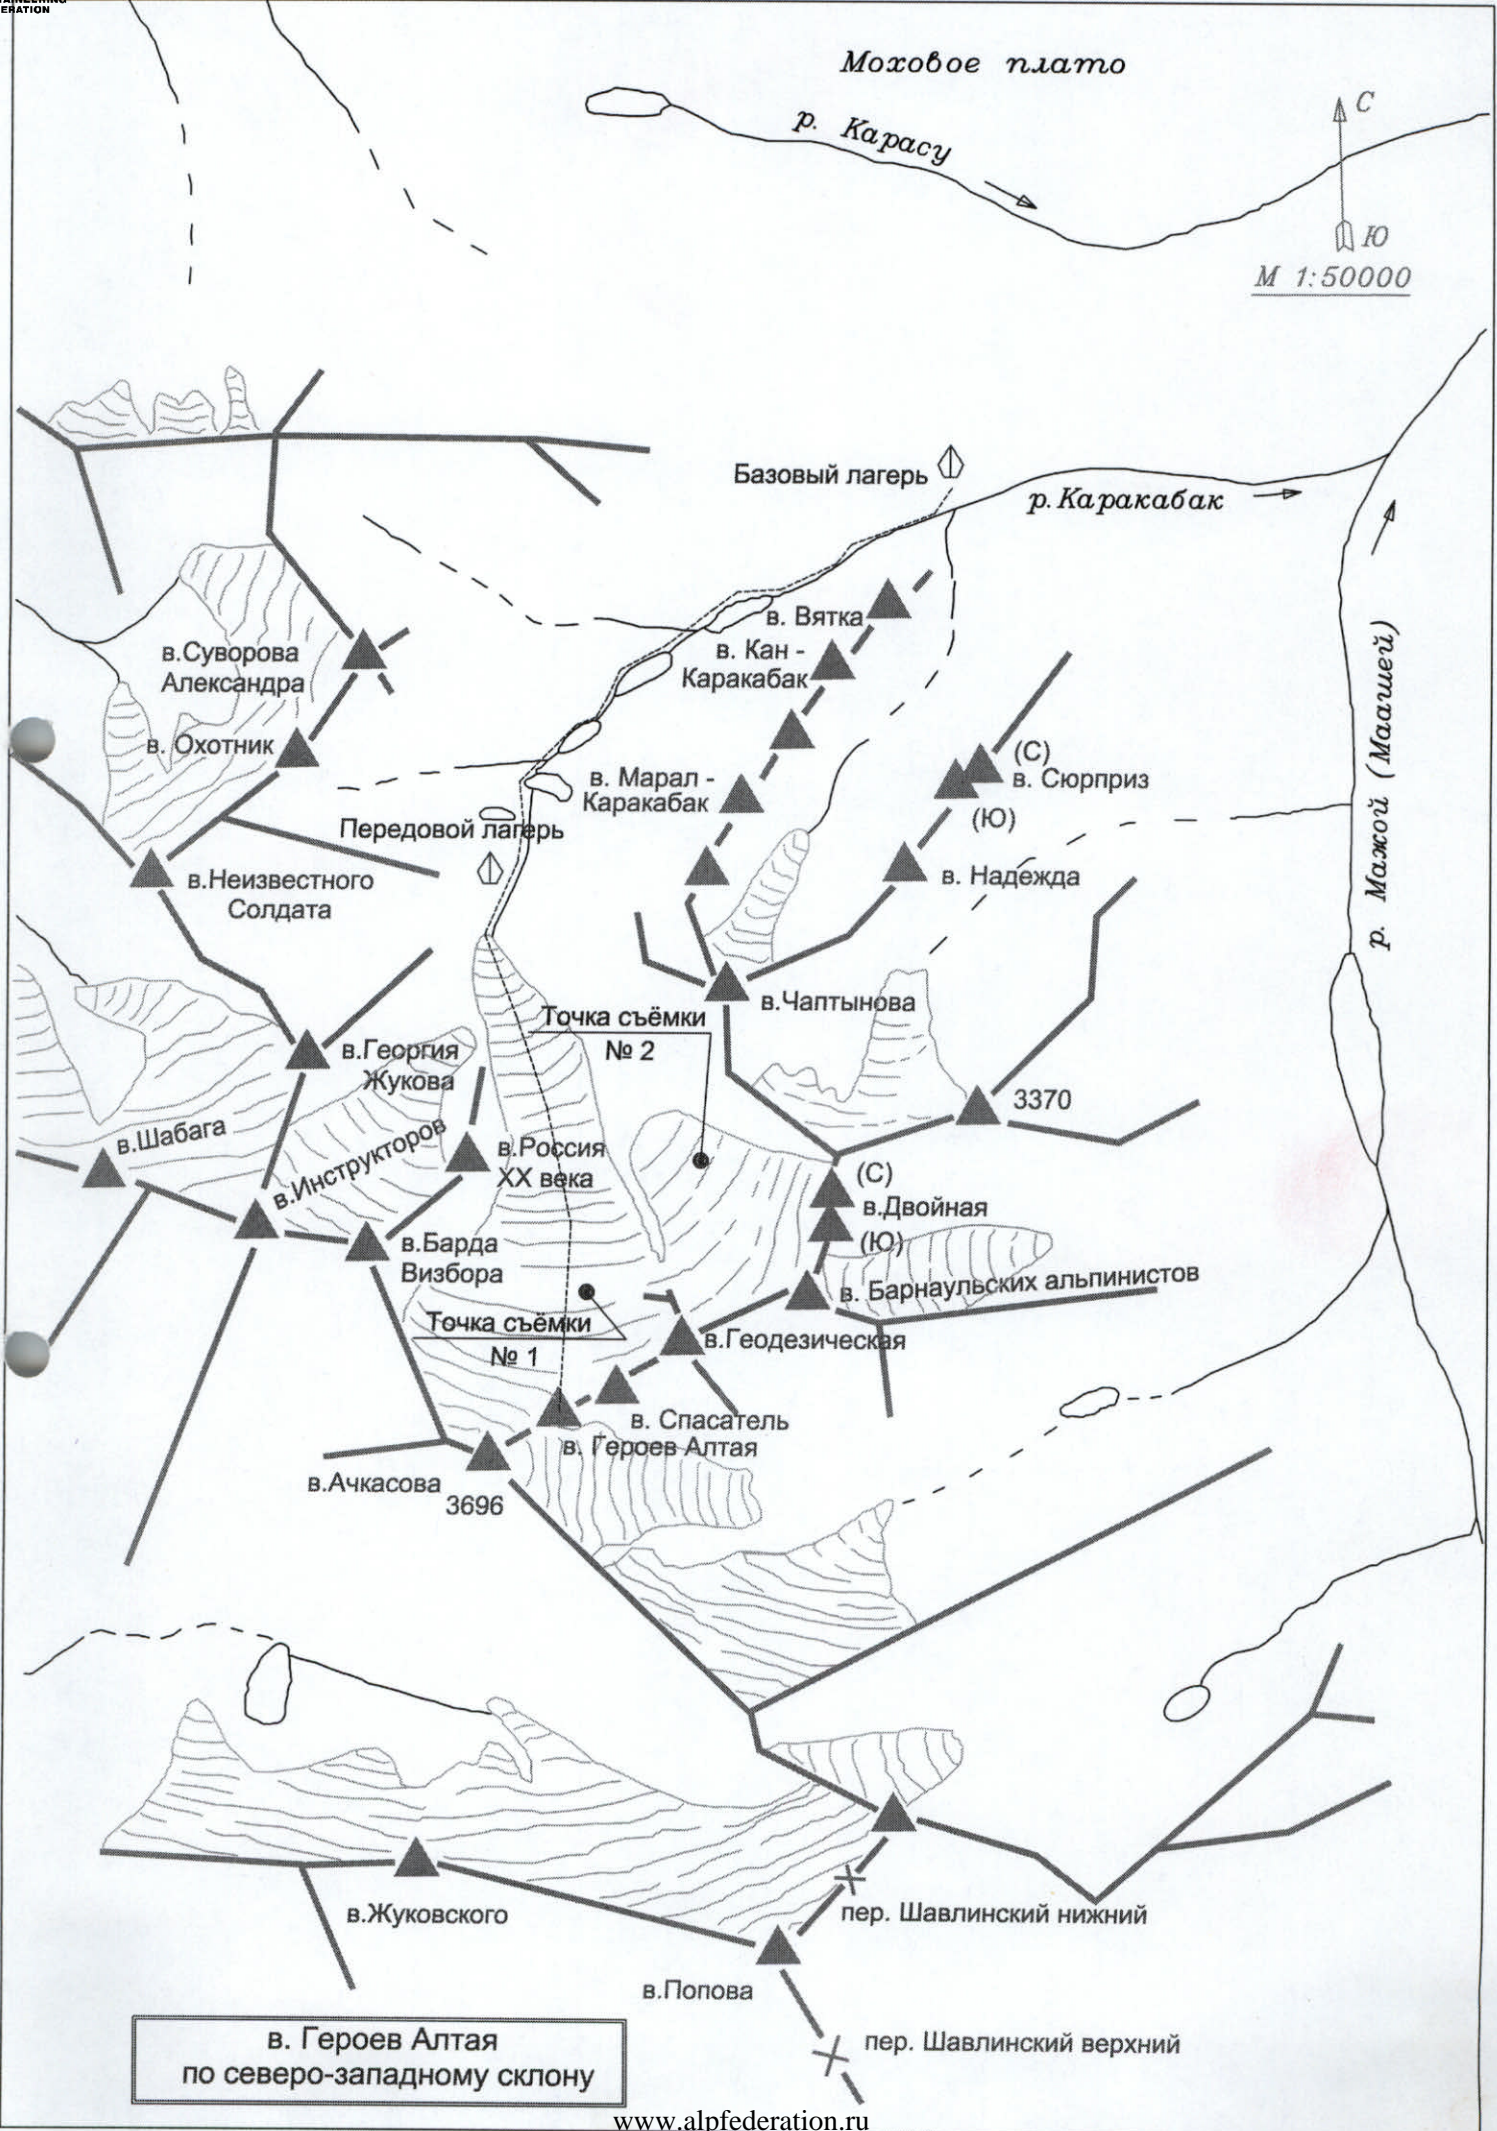 ERATION
Моховое плато
р. Карасу
С
Ю
М 1:50000
Базовый лагерь
р. Каракабак
в. Вятка
в. Кан -
Каракабак
в.Суворова
Александра
в. Охотник
(С)
в. Сюрприз
(Ю)
в. Марал -
Каракабак
Передовой лагерь
р. Мажой (Маашей)
в. Надежда
в.Неизвестного
Солдата
в.Чаптынова
Точка съёмки
№ 2
в.Георгия
Жукова
3370
в.Шабага
в.Инструкторов
в.Россия
ХХ века
(С)
в.Двойная
(Ю)
в.Барда
Визбора
в. Барнаульских альпинистов
Точка съёмки
№ 1
в.Геодезическая
в. Спасатель
в. Героев Алтая
в.Ачкасова
3696
в.Жуковского
пер. Шавлинский нижний
в.Попова
пер. Шавлинский верхний
в. Героев Алтая
по северо-западному склону
www.alpfederation.ru